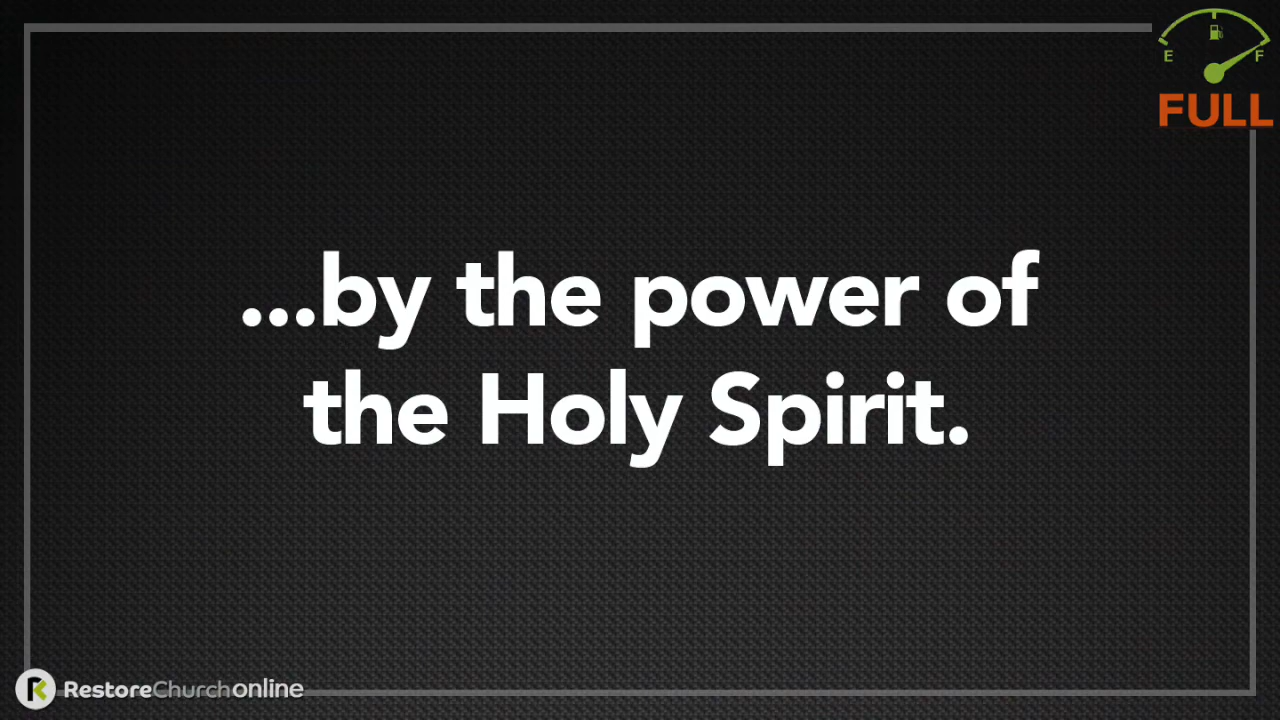 E F
FULL
...by the power of
the Holy Spirit.
RestoreChurchonline